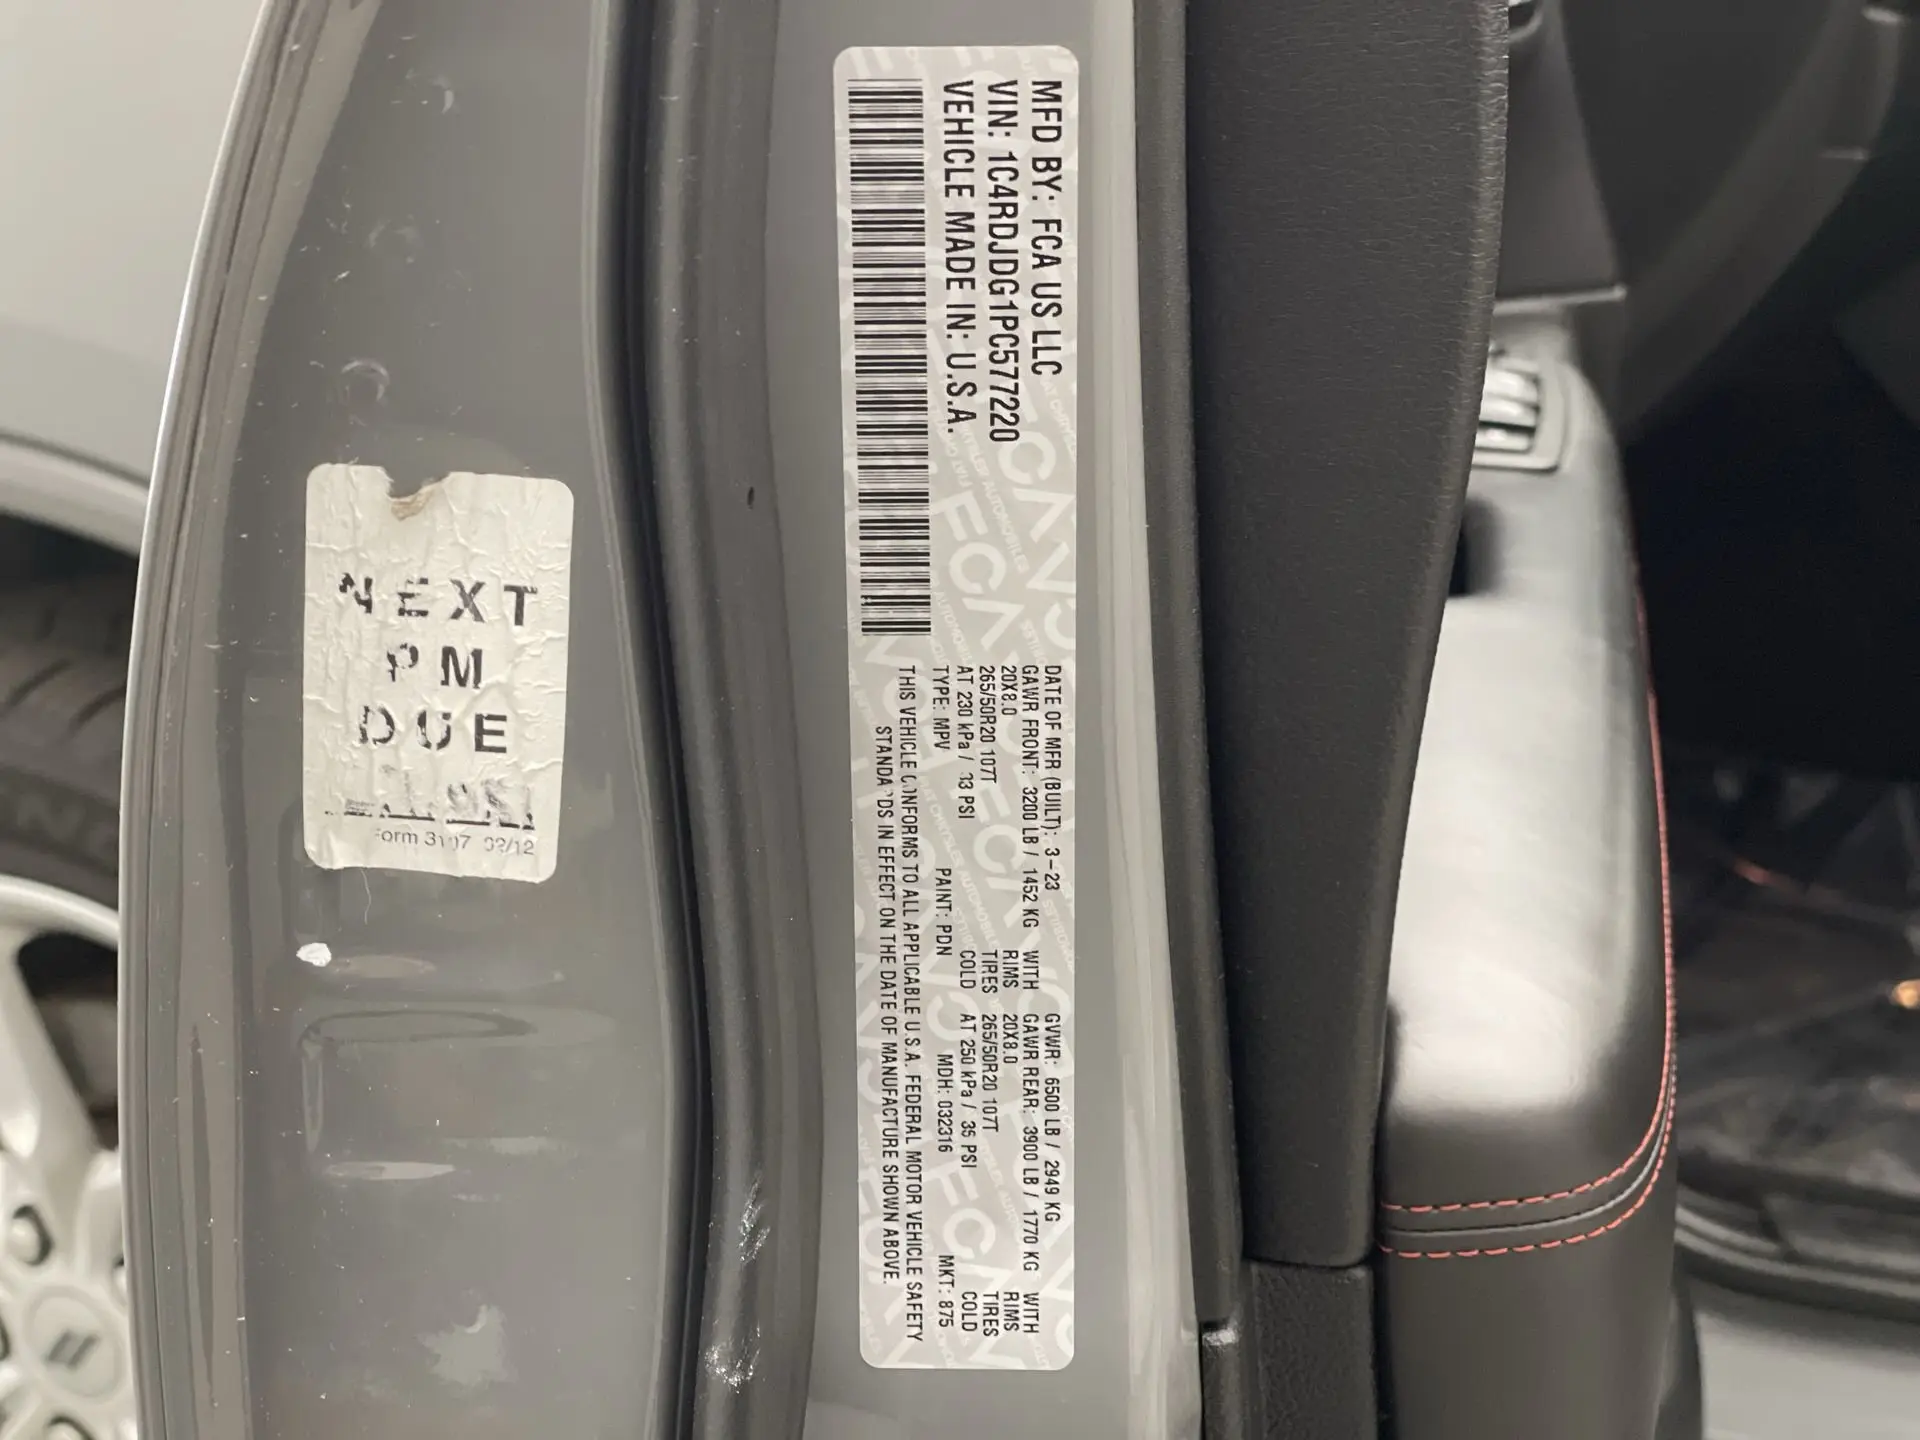 NEXT
PM
DUE
Form 3107 02/12
MFD BY: FCA US LLC
VIN: 1C4RDJDG1PC577220
VEHICLE MADE IN: U.S.A.
DATE OF MFR (BUILT): 3-23 GVWR: 6500 LB / 2949 KG
GAWR FRONT: 3200 LB / 1452 KG WITH GAWR REAR: 3900 LB / 1770 KG WITH
20X8.0 RIMS 20X8.0 RIMS
265/50R20 107T TIRES 265/50R20 107T TIRES
AT 230 kPa / 33 PSI COLD AT 250 kPa / 36 PSI COLD
TYPE: MPV PAINT: PDN MDH: 032316 MKT: 875
THIS VEHICLE CONFORMS TO ALL APPLICABLE U.S.A. FEDERAL MOTOR VEHICLE SAFETY
STANDARDS IN EFFECT ON THE DATE OF MANUFACTURE SHOWN ABOVE.